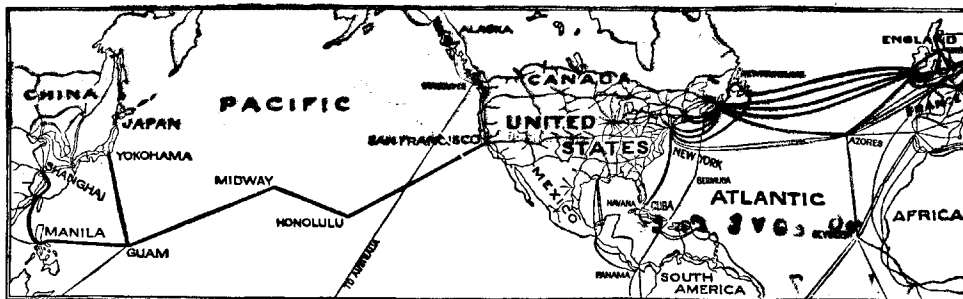 ALASKA
ENGLAND
CHINA
CANADA
PACIFIC
JAPAN
FRANCE
SAN FRANCISCO
UNITED
STATES
AZORES
YOKOHAMA
NEW YORK
SHANGHAI
MIDWAY
BERMUDA
MEXICO
ATLANTIC
HAVANA
CUBA
HONOLULU
AFRICA
MANILA
GUAM
TO AUSTRALIA
PANAMA
SOUTH
AMERICA